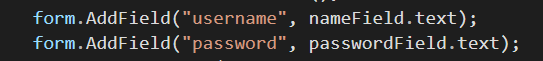 form.AddField("username", nameField.text);
form.AddField("password", passwordField.text);